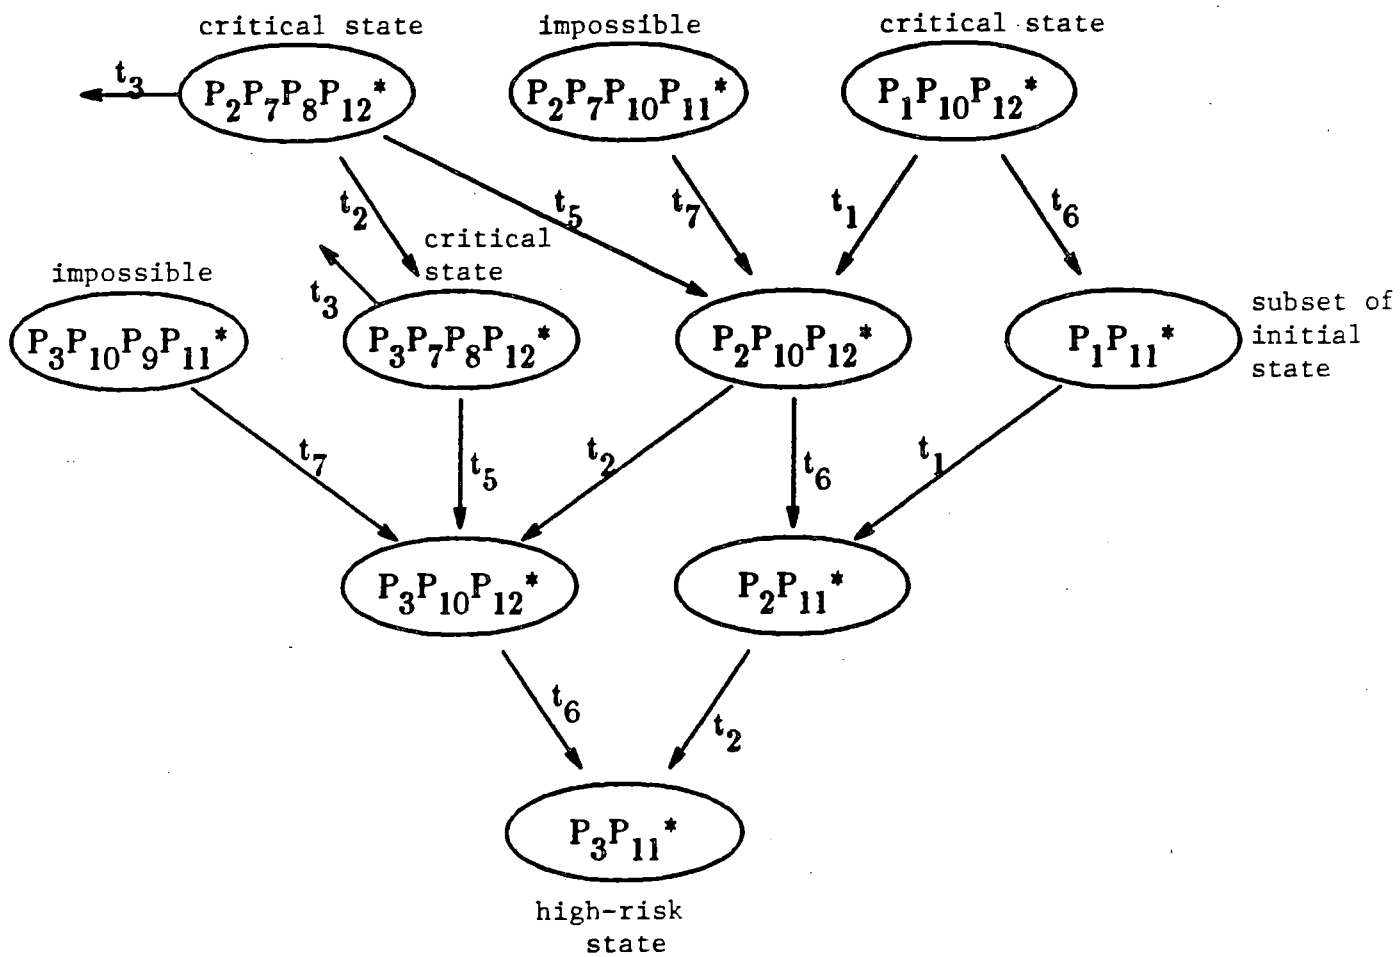 critical state
impossible
critical state
t3
P2P7P8P12*
P2P7P10P11*
P1P10P12*
t2
t5
t7
t1
t6
critical
state
impossible
t3
P3P10P9P11*
P3P7P8P12*
P2P10P12*
P1P11*
subset of
initial
state
t7
t5
t2
t6
t1
P3P10P12*
P2P11*
t6
t2
P3P11*
high-risk
state